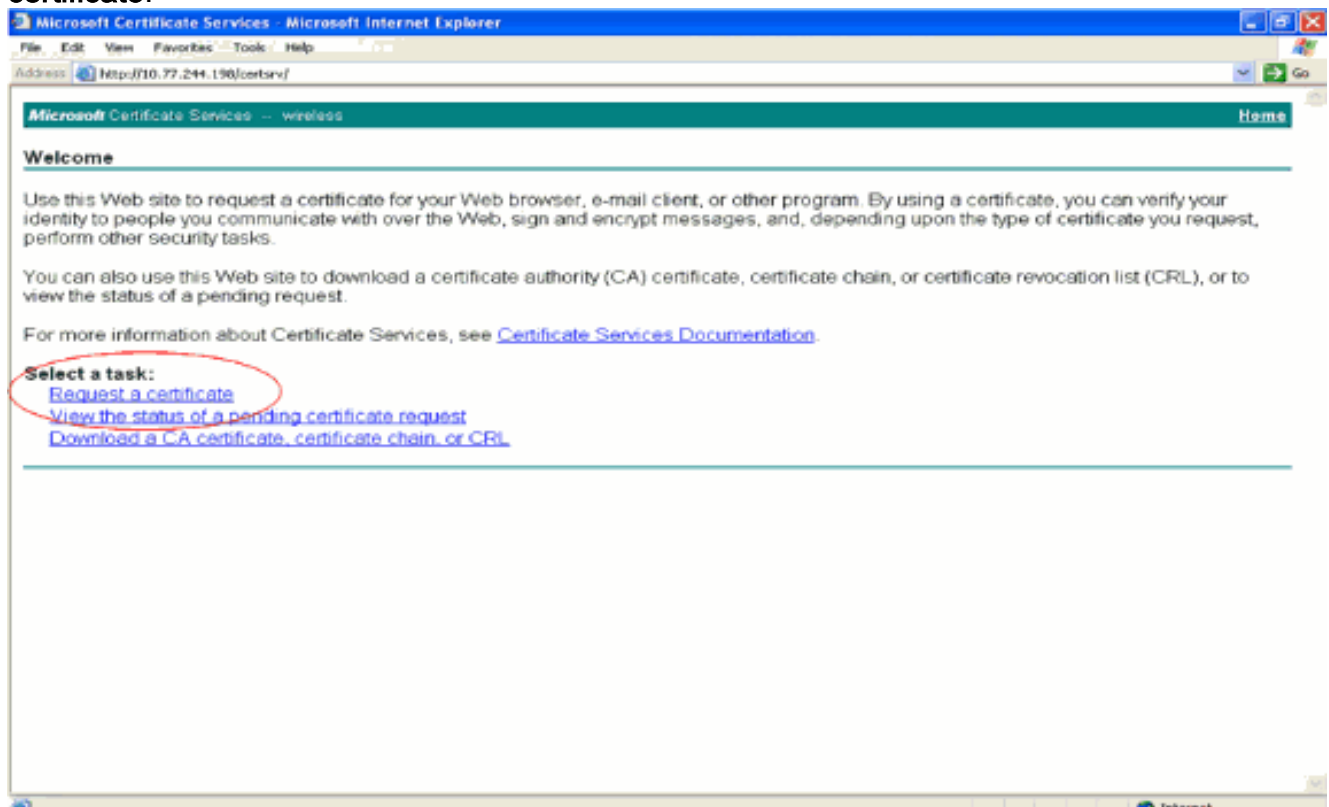 certificate.
Microsoft Certificate Services - Microsoft Internet Explorer
File Edit View Favorites Tools Help
Address http://10.77.244.198/certsrv/ Go
Microsoft Certificate Services -- wireless Home
Welcome
Use this Web site to request a certificate for your Web browser, e-mail client, or other program. By using a certificate, you can verify your
identity to people you communicate with over the Web, sign and encrypt messages, and, depending upon the type of certificate you request,
perform other security tasks.
You can also use this Web site to download a certificate authority (CA) certificate, certificate chain, or certificate revocation list (CRL), or to
view the status of a pending request.
For more information about Certificate Services, see Certificate Services Documentation.
Select a task:
Request a certificate
View the status of a pending certificate request
Download a CA certificate, certificate chain, or CRL
Internet